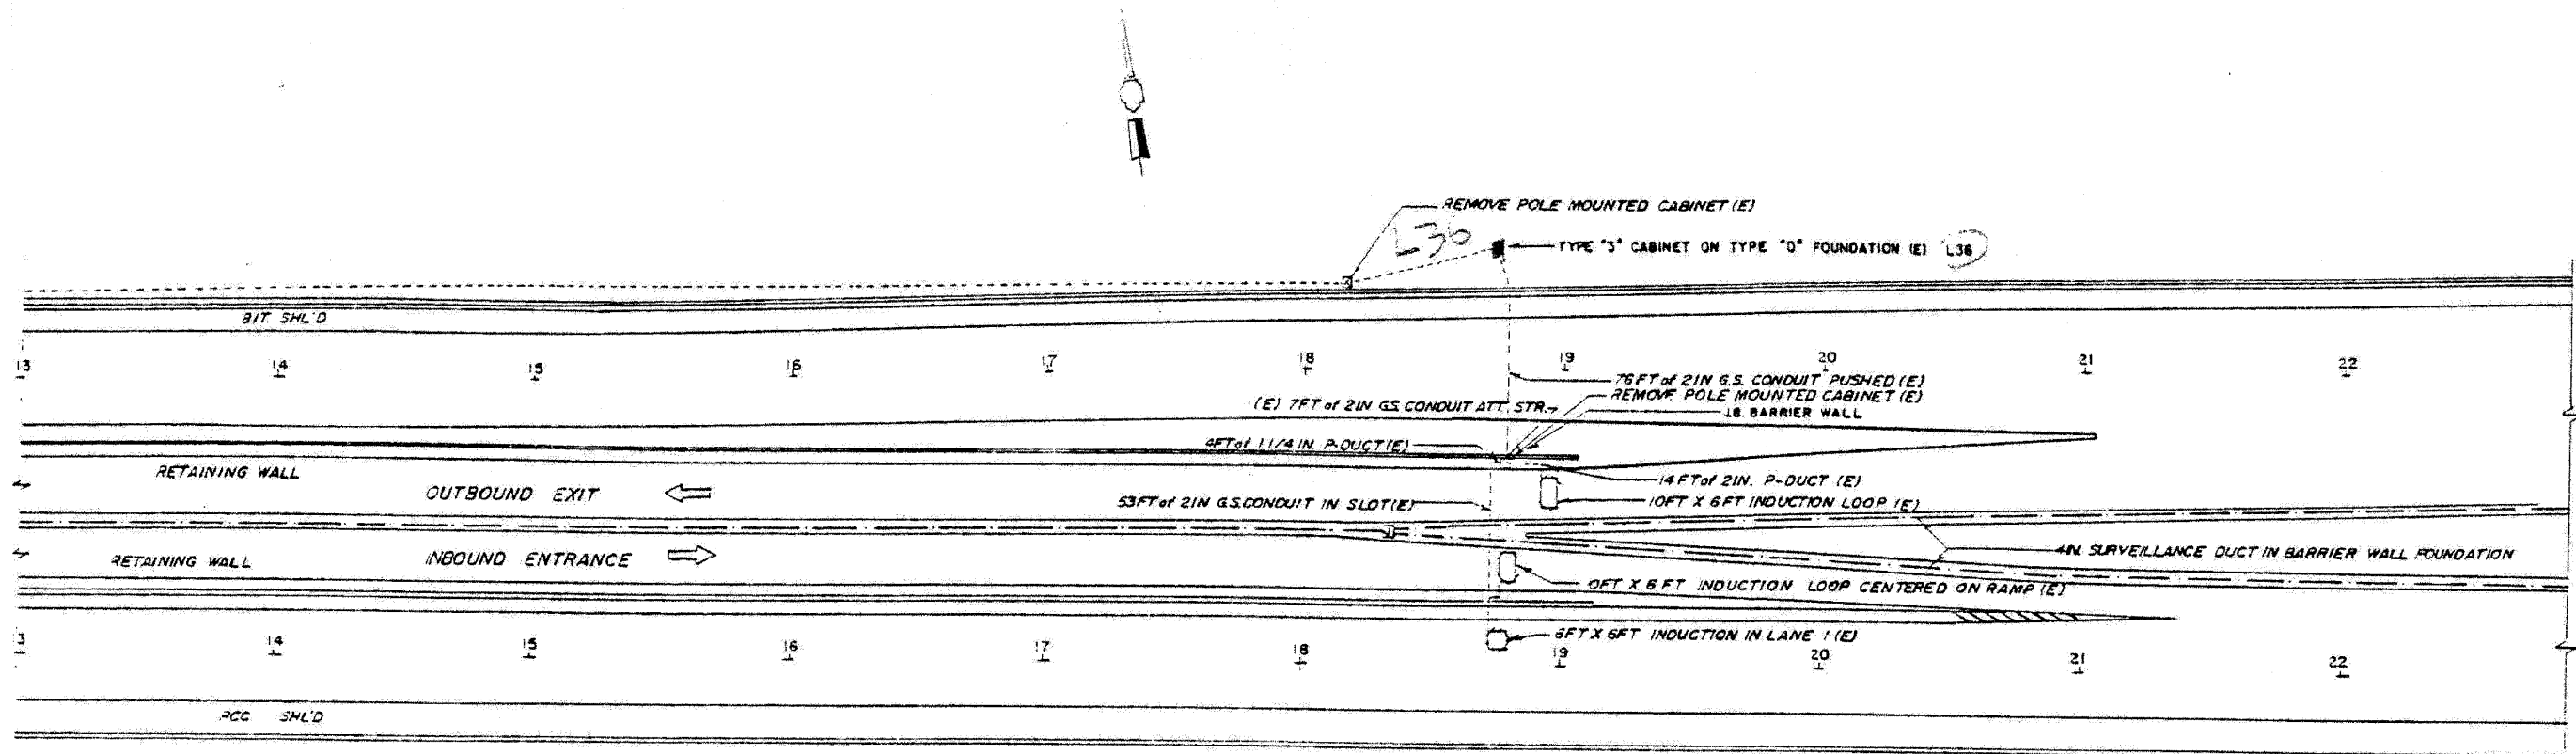 REMOVE POLE MOUNTED CABINET (E)
L36
TYPE "3" CABINET ON TYPE "D" FOUNDATION (E) L36
BIT. SHL'D
13 14 15 16 17 18 19 20 21 22
76FT of 2IN G.S. CONDUIT PUSHED (E)
(E) 7FT of 2IN G.S. CONDUIT ATT. STR.
REMOVE POLE MOUNTED CABINET (E)
BARRIER WALL
4FT of 1 1/4 IN P-DUCT (E)
RETAINING WALL
14FT of 2IN. P-DUCT (E)
OUTBOUND EXIT
53FT of 2IN G.S. CONDUIT IN SLOT (E)
10FT X 6FT INDUCTION LOOP (E)
RETAINING WALL
INBOUND ENTRANCE
4IN. SURVEILLANCE DUCT IN BARRIER WALL FOUNDATION
10FT X 6 FT INDUCTION LOOP CENTERED ON RAMP (E)
6FT X 6FT INDUCTION IN LANE 1 (E)
13 14 15 16 17 18 19 20 21 22
PCC SHL'D